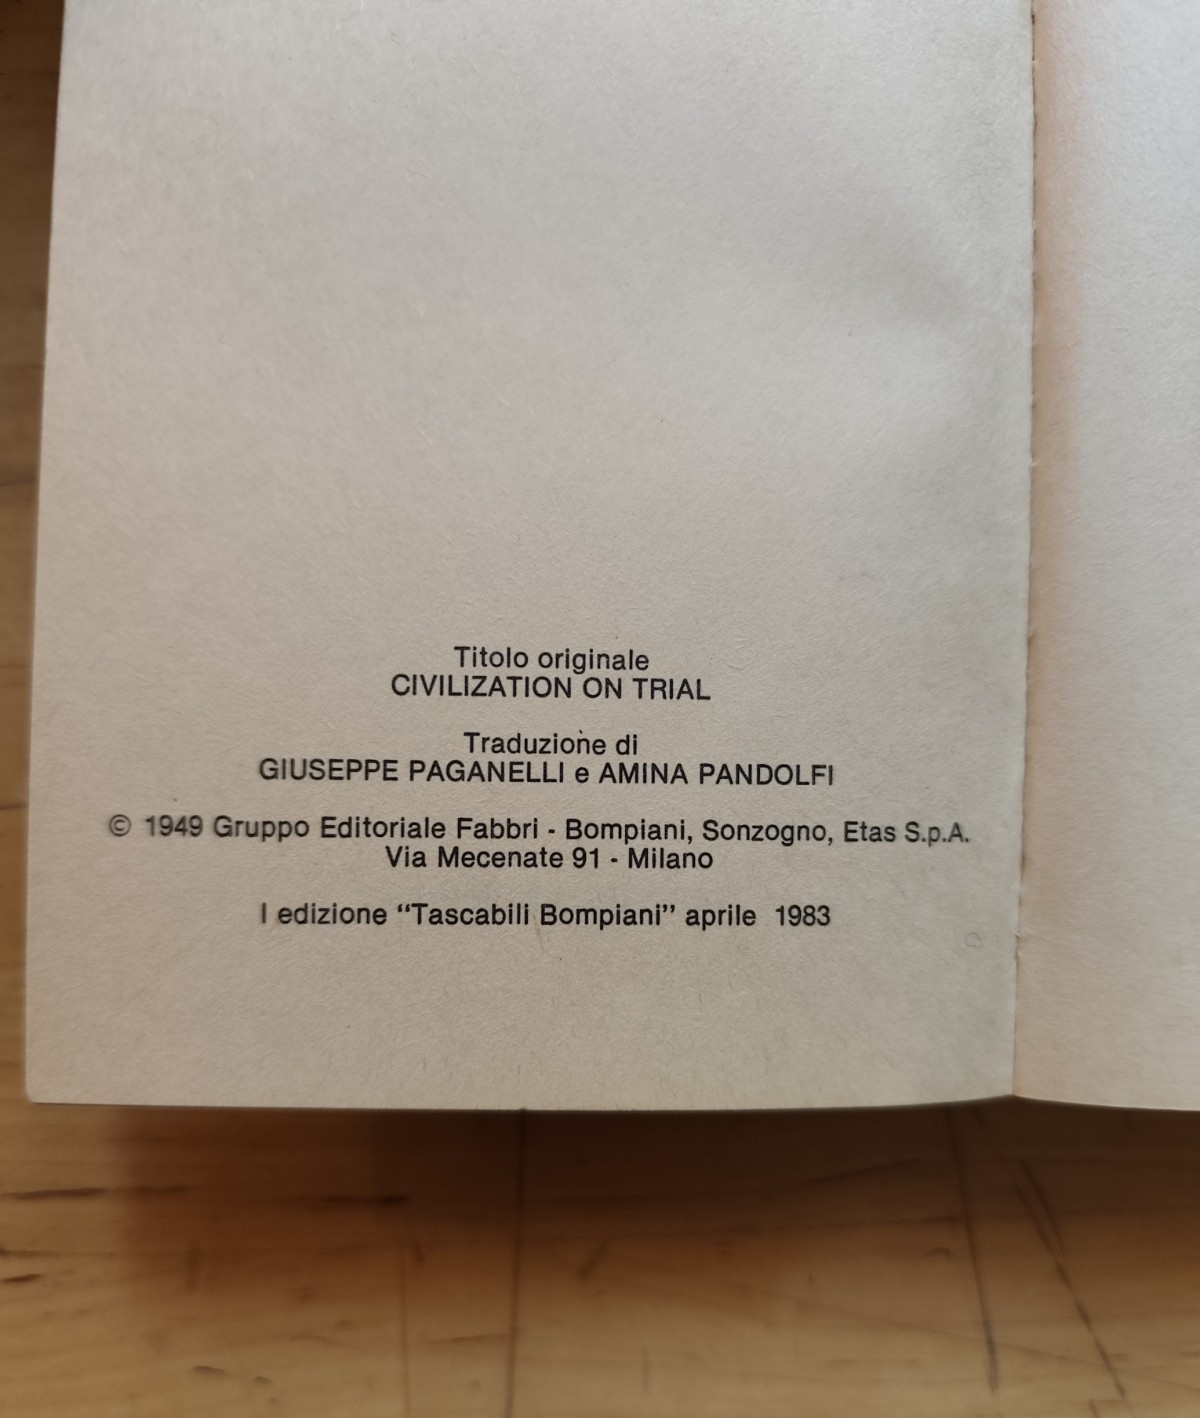 Titolo originale
CIVILIZATION ON TRIAL
Traduzione di
GIUSEPPE PAGANELLI e AMINA PANDOLFI
© 1949 Gruppo Editoriale Fabbri - Bompiani, Sonzogno, Etas S.p.A.
Via Mecenate 91 - Milano
I edizione “Tascabili Bompiani” aprile 1983